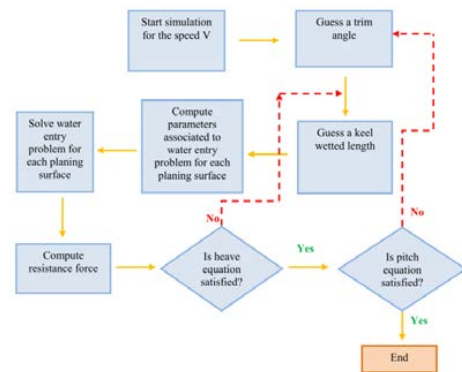 Start simulation
for the speed V
Guess a trim
angle
Solve water
entry
problem for
each planing
surface
Compute
parameters
associated to
water entry
problem for each
planing surface
Guess a keel
wetted length
No
No
Compute
resistance force
Is heave
equation
satisfied?
Yes
Is pitch
equation
satisfied?
Yes
End